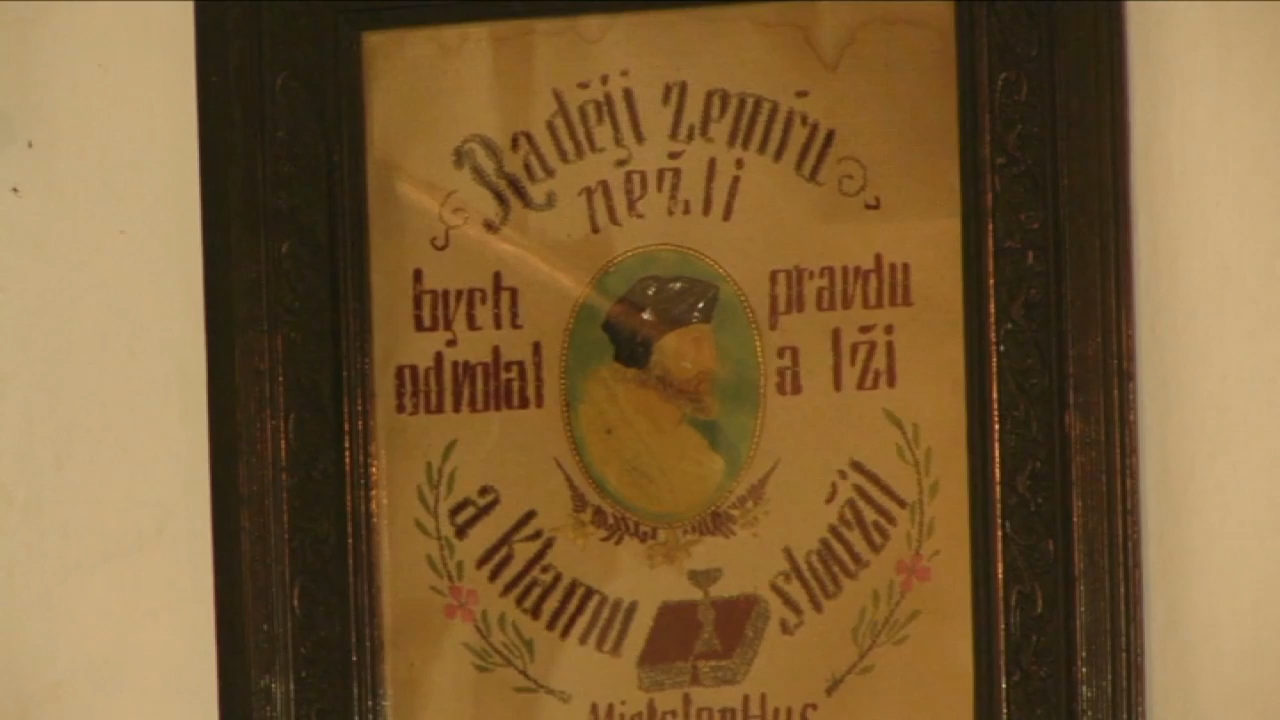 Raději zemřu
nežli
bych pravdu
odvolal a lži
a klamu sloužil